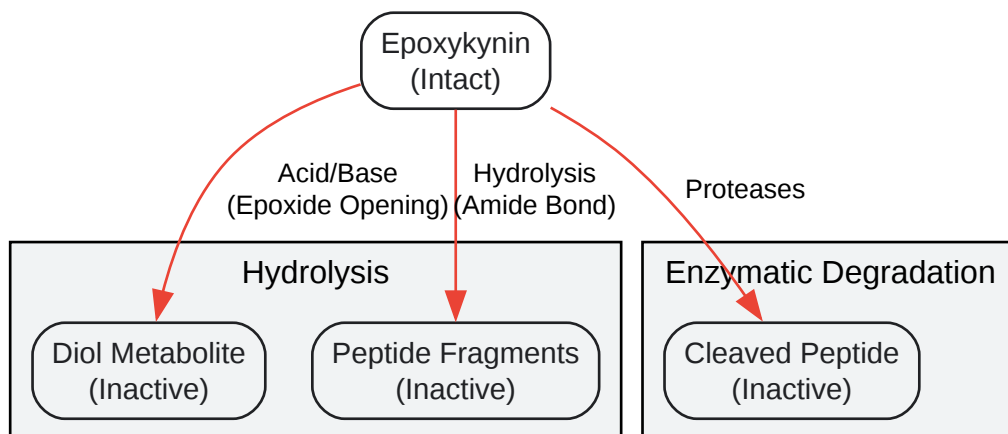 Epoxykynin
(Intact)
Acid/Base
(Epoxide Opening)
Hydrolysis
(Amide Bond)
Proteases
Hydrolysis
Enzymatic Degradation
Diol Metabolite
(Inactive)
Peptide Fragments
(Inactive)
Cleaved Peptide
(Inactive)